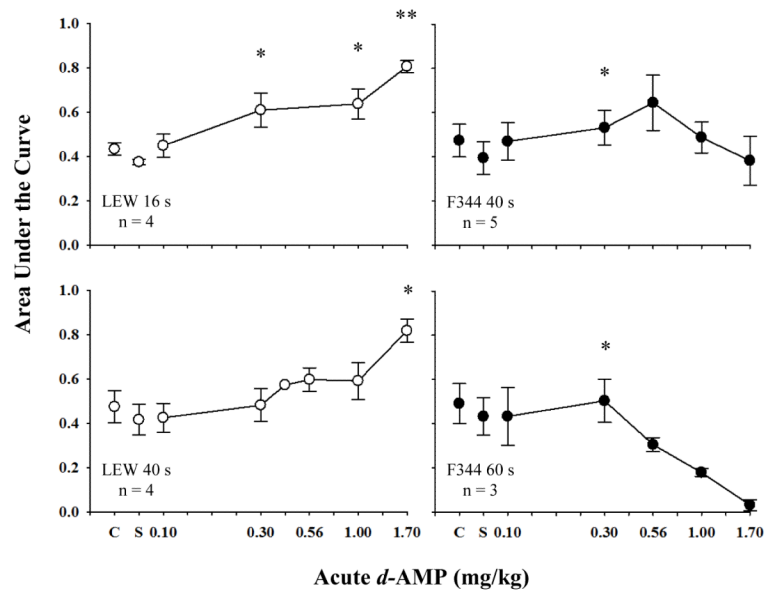 Area Under the Curve
1.0
0.8
0.6
0.4
0.2
0.0
* * **
LEW 16 s
n = 4
*
F344 40 s
n = 5
1.0
0.8
0.6
0.4
0.2
0.0
*
LEW 40 s
n = 4
*
F344 60 s
n = 3
C S 0.10 0.30 0.56 1.00 1.70
C S 0.10 0.30 0.56 1.00 1.70
Acute d-AMP (mg/kg)